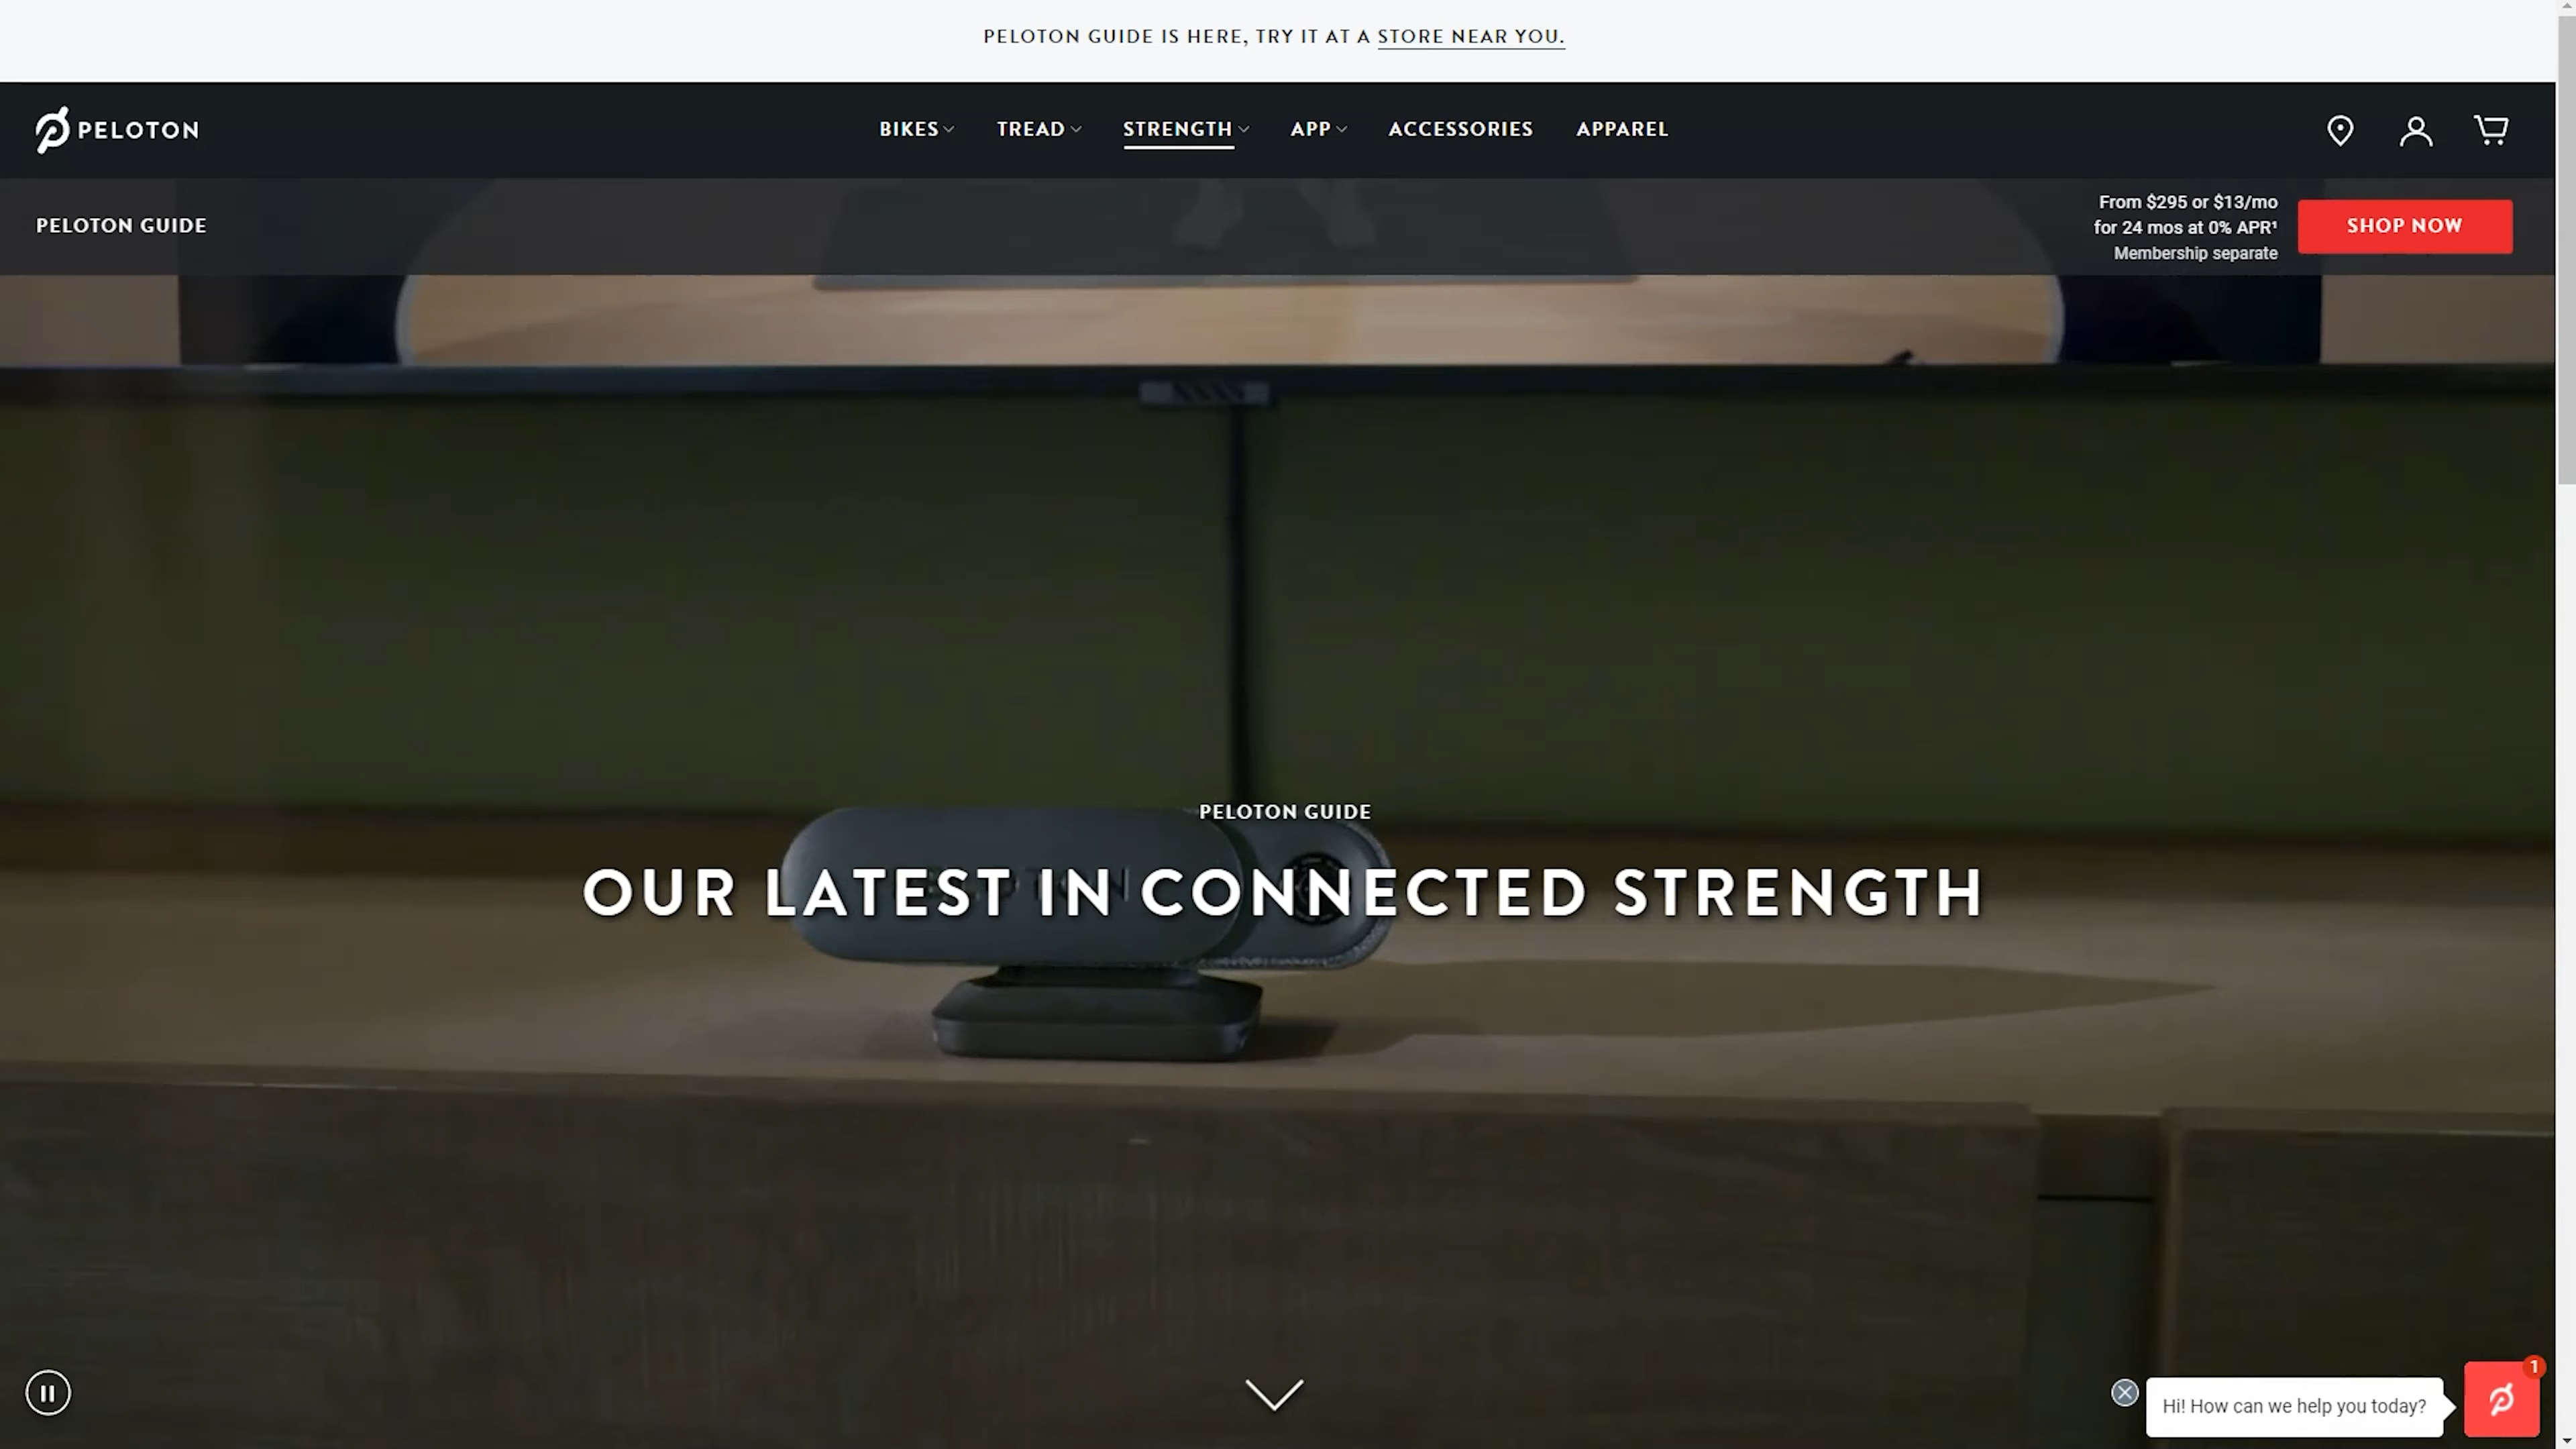 PELOTON GUIDE IS HERE, TRY IT AT A STORE NEAR YOU.
PELOTON
BIKES
TREAD
STRENGTH
APP
ACCESSORIES
APPAREL
PELOTON GUIDE
From $295 or $13/mo
for 24 mos at 0% APR¹
Membership separate
SHOP NOW
PELOTON GUIDE
OUR LATEST IN CONNECTED STRENGTH
Hi! How can we help you today?
1